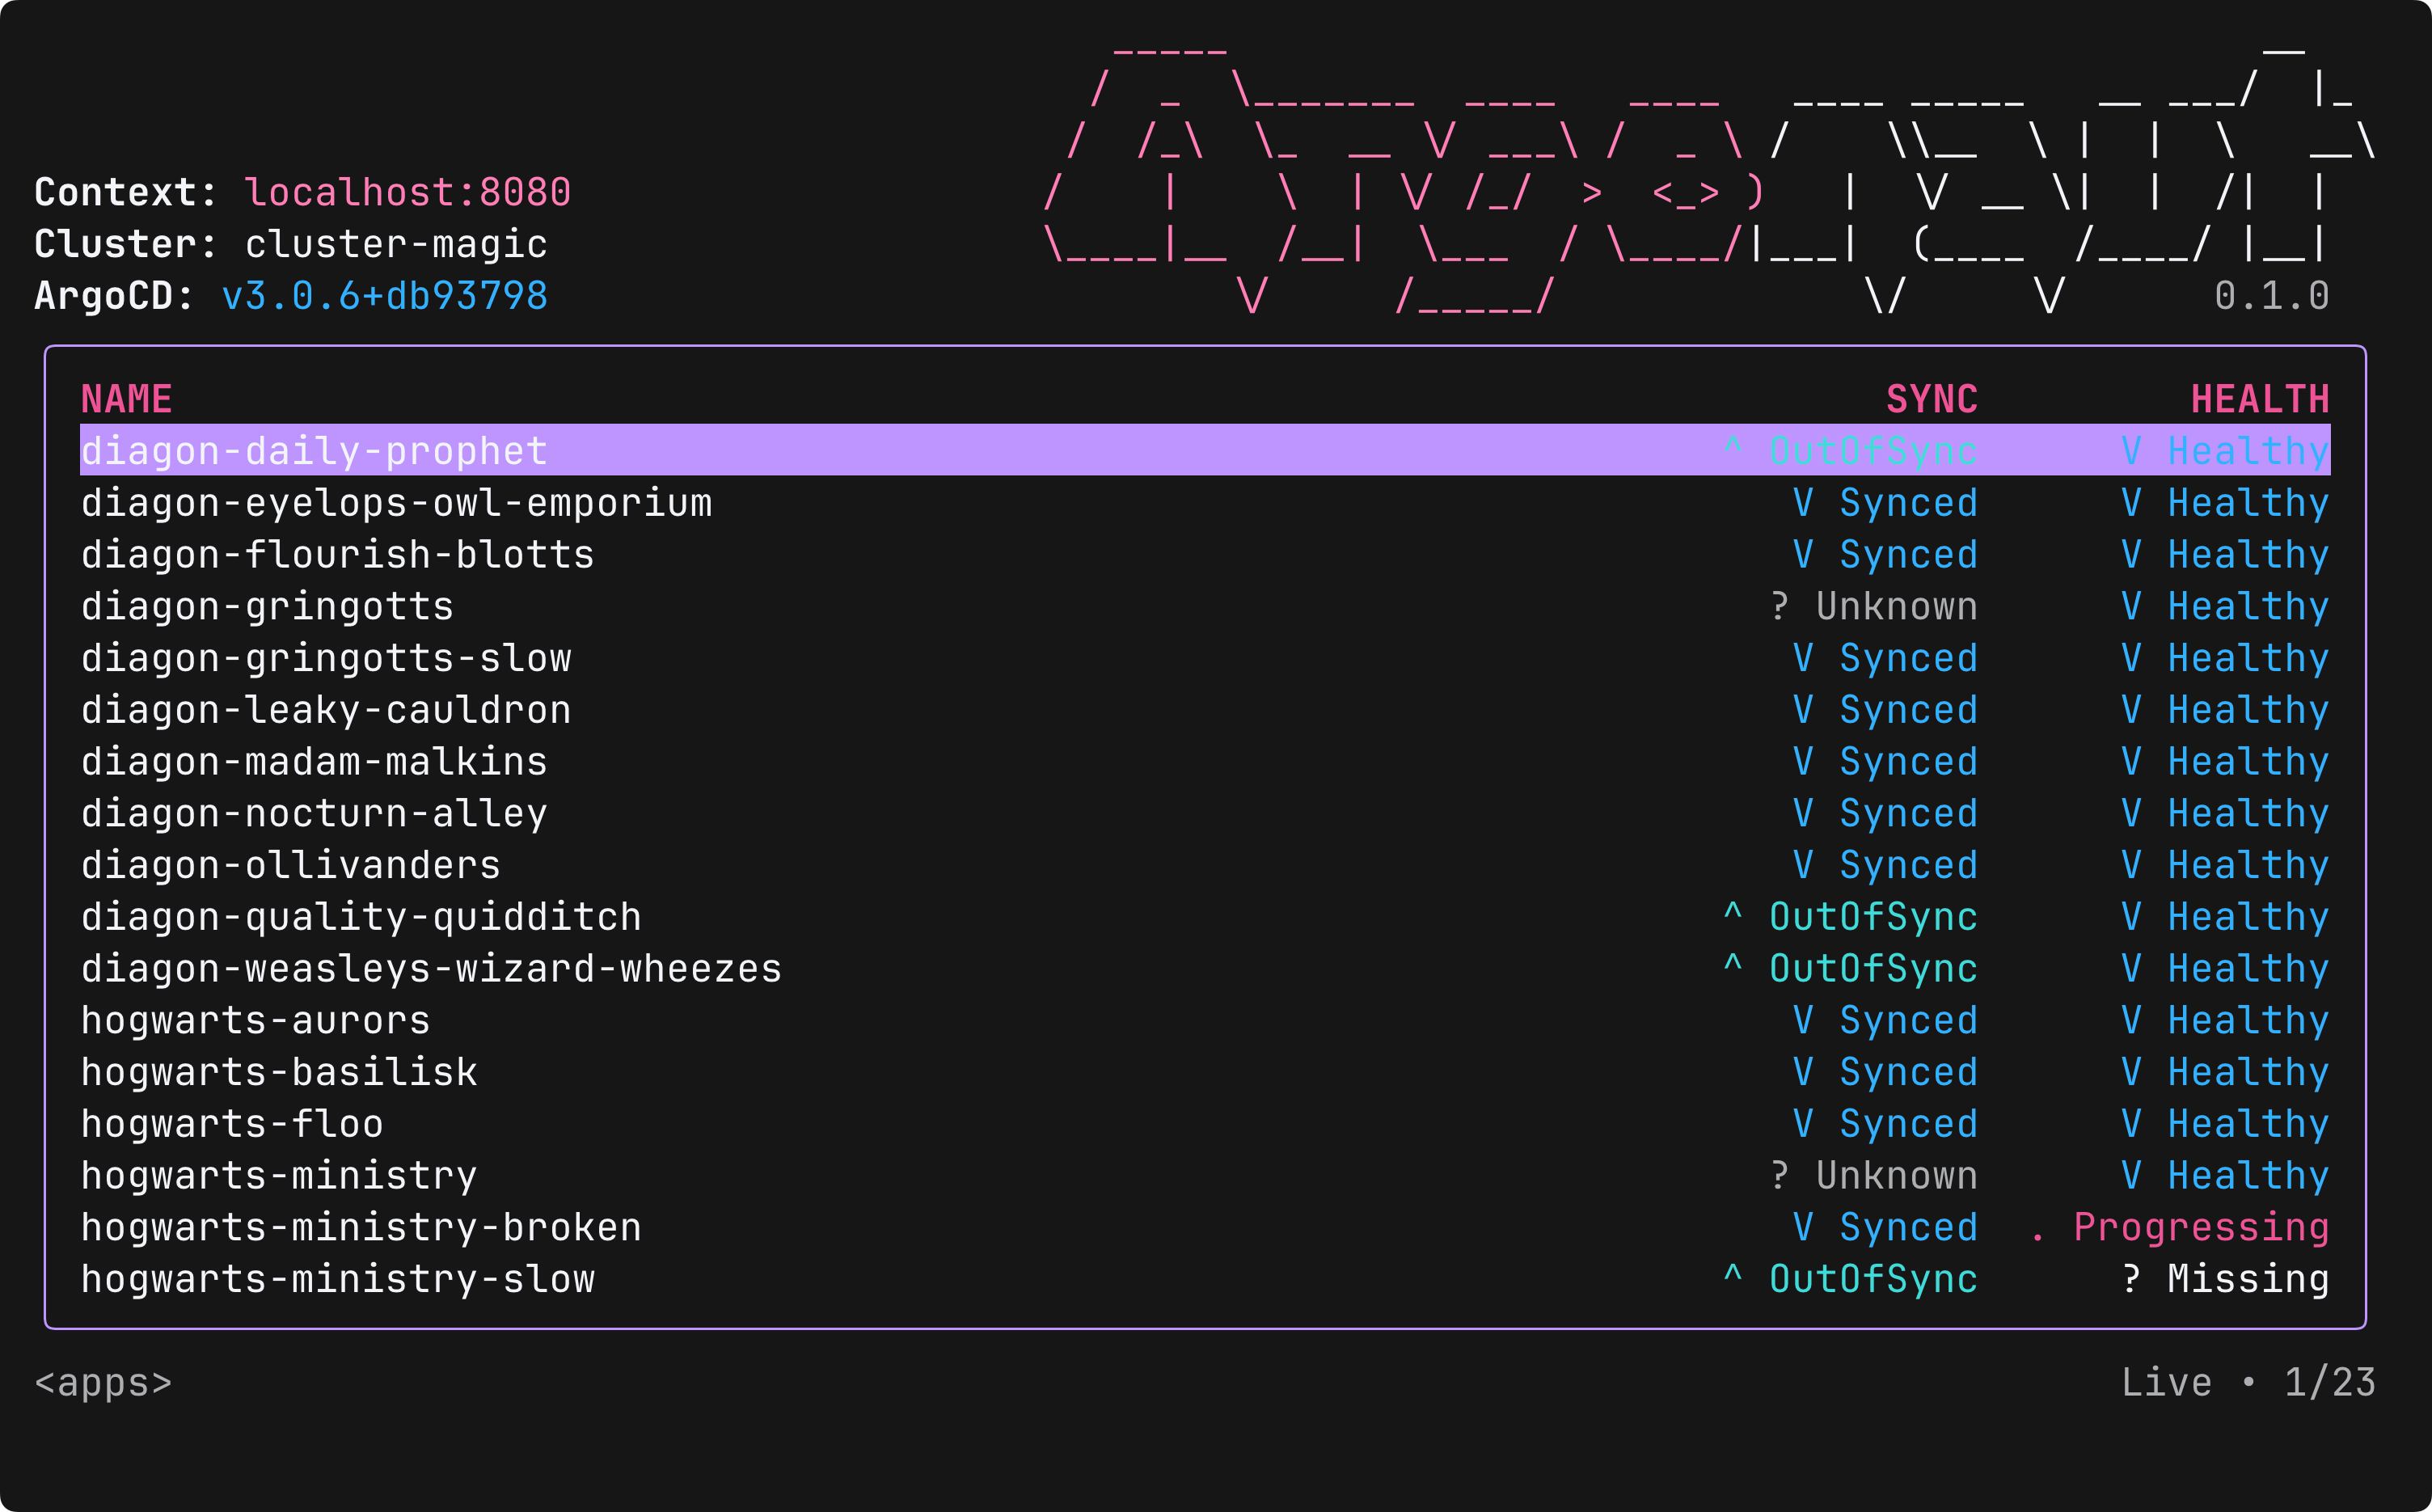 Context: localhost:8080
Cluster: cluster-magic
ArgoCD: v3.0.6+db93798
Argonaut
0.1.0
NAME SYNC HEALTH
diagon-daily-prophet ^ OutOfSync V Healthy
diagon-eyelops-owl-emporium V Synced V Healthy
diagon-flourish-blotts V Synced V Healthy
diagon-gringotts ? Unknown V Healthy
diagon-gringotts-slow V Synced V Healthy
diagon-leaky-cauldron V Synced V Healthy
diagon-madam-malkins V Synced V Healthy
diagon-nocturn-alley V Synced V Healthy
diagon-ollivanders V Synced V Healthy
diagon-quality-quidditch ^ OutOfSync V Healthy
diagon-weasleys-wizard-wheezes ^ OutOfSync V Healthy
hogwarts-aurors V Synced V Healthy
hogwarts-basilisk V Synced V Healthy
hogwarts-floo V Synced V Healthy
hogwarts-ministry ? Unknown V Healthy
hogwarts-ministry-broken V Synced . Progressing
hogwarts-ministry-slow ^ OutOfSync ? Missing
<apps> Live • 1/23